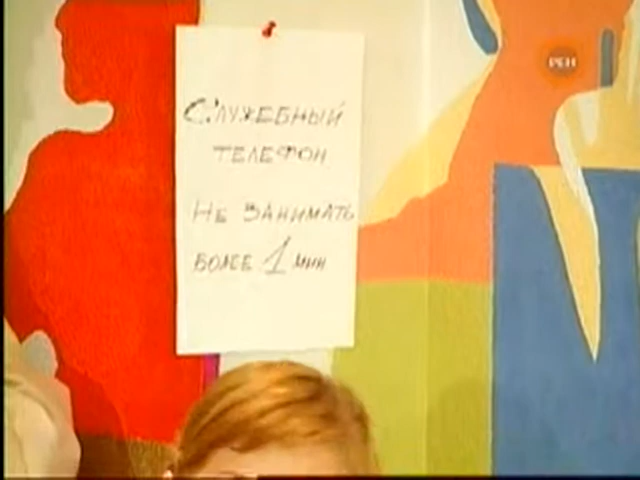 СЛУЖЕБНЫЙ
ТЕЛЕФОН
НЕ ЗАНИМАТЬ
БОЛЕЕ 1 МИН
РЕН